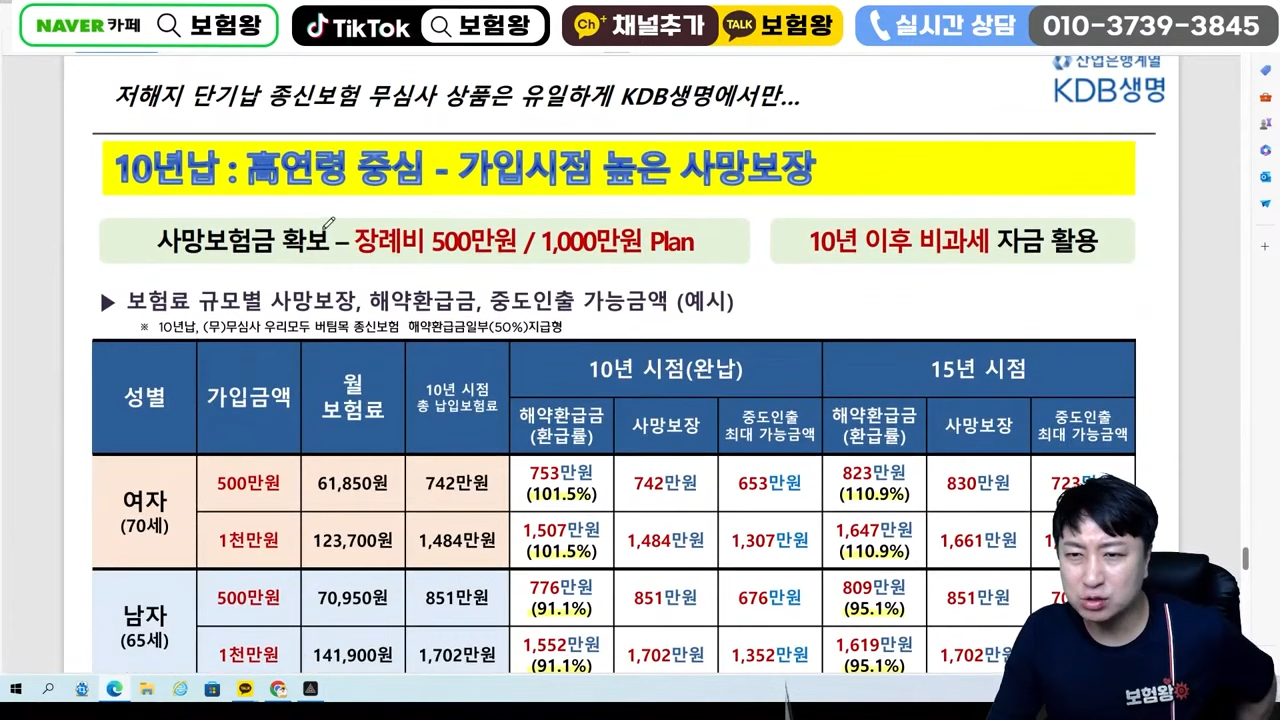 NAVER 카페 보험왕 TikTok 보험왕 Ch+ 채널추가 TALK 보험왕 실시간 상담 010-3739-3845
산업은행계열
저해지 단기납 종신보험 무심사 상품은 유일하게 KDB생명에서만...
KDB생명
10년납 : 高연령 중심 - 가입시점 높은 사망보장
사망보험금 확보 – 장례비 500만원 / 1,000만원 Plan
10년 이후 비과세 자금 활용
▶ 보험료 규모별 사망보장, 해약환급금, 중도인출 가능금액 (예시)
※ 10년납, (무)무심사 우리모두 버팀목 종신보험 해약환급금일부(50%)지급형
성별 가입금액 월 보험료 10년 시점 총 납입보험료 10년 시점(완납) 15년 시점
해약환급금 (환급률) 사망보장 중도인출 최대 가능금액 해약환급금 (환급률) 사망보장 중도인출 최대 가능금액
여자 (70세) 500만원 61,850원 742만원 753만원 (101.5%) 742만원 653만원 823만원 (110.9%) 830만원
1천만원 123,700원 1,484만원 1,507만원 (101.5%) 1,484만원 1,307만원 1,647만원 (110.9%) 1,661만원
남자 (65세) 500만원 70,950원 851만원 776만원 (91.1%) 851만원 676만원 809만원 (95.1%) 851만원
1천만원 141,900원 1,702만원 1,552만원 (91.1%) 1,702만원 1,352만원 1,619만원 (95.1%)
보험왕